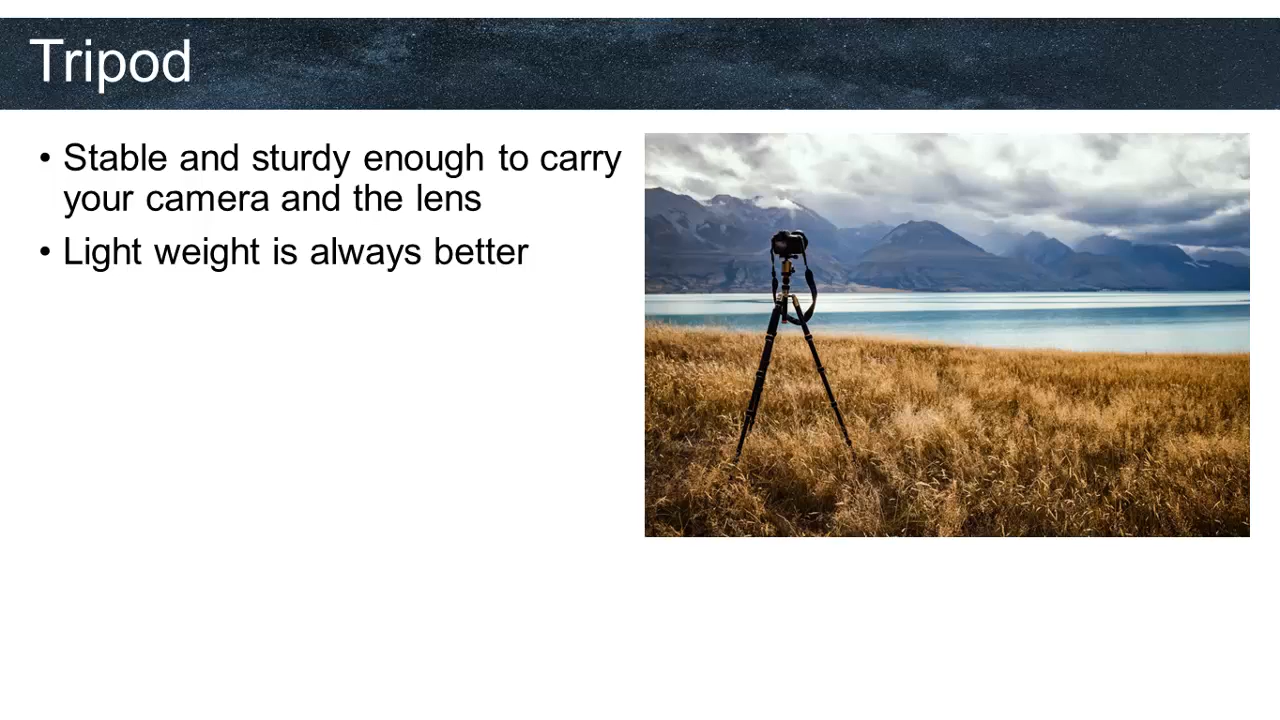 Tripod
• Stable and sturdy enough to carry
your camera and the lens
• Light weight is always better